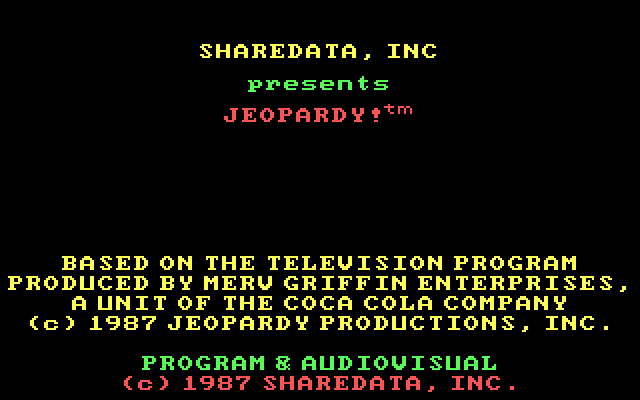 SHAREDATA, INC
presents
JEOPARDY!tm
BASED ON THE TELEVISION PROGRAM
PRODUCED BY MERV GRIFFIN ENTERPRISES,
A UNIT OF THE COCA COLA COMPANY
(c) 1987 JEOPARDY PRODUCTIONS, INC.
PROGRAM & AUDIOVISUAL
(c) 1987 SHAREDATA, INC.